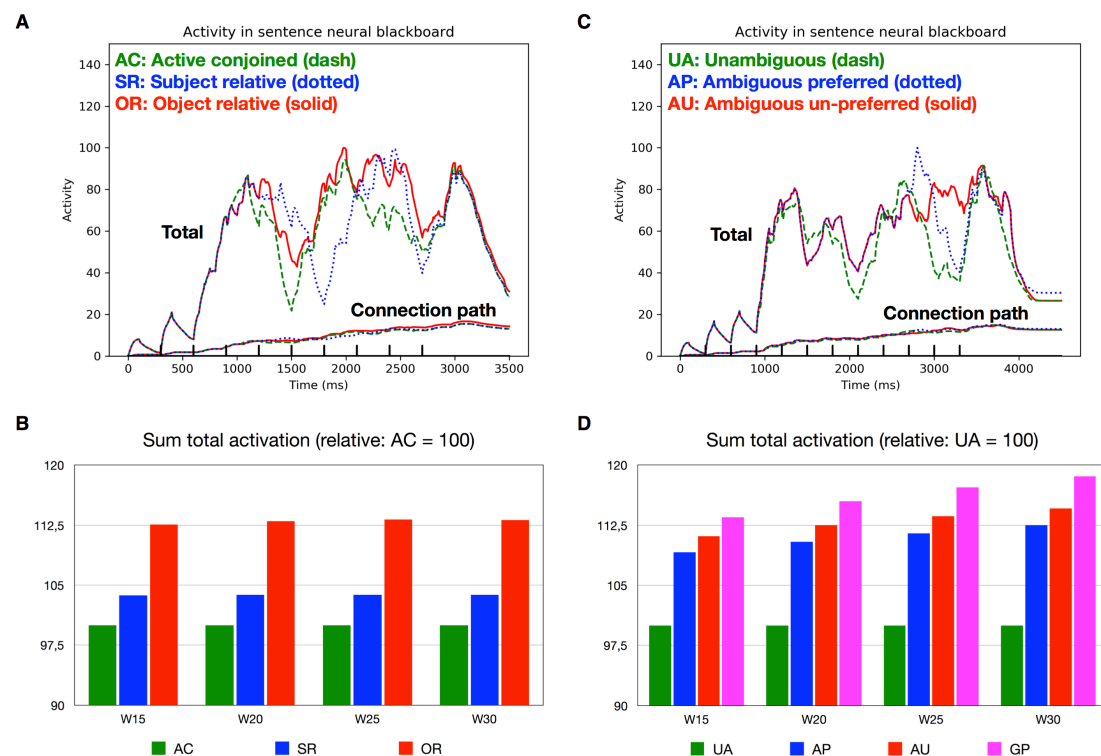 A
Activity in sentence neural blackboard
AC: Active conjoined (dash)
SR: Subject relative (dotted)
OR: Object relative (solid)
140
120
100
80
60
40
20
0
Activity
Total
Connection path
0 500 1000 1500 2000 2500 3000 3500
Time (ms)
C
Activity in sentence neural blackboard
UA: Unambiguous (dash)
AP: Ambiguous preferred (dotted)
AU: Ambiguous un-preferred (solid)
140
120
100
80
60
40
20
0
Activity
Total
Connection path
0 1000 2000 3000 4000
Time (ms)
B
Sum total activation (relative: AC = 100)
120
112,5
105
97,5
90
W15 W20 W25 W30
AC SR OR
D
Sum total activation (relative: UA = 100)
120
112,5
105
97,5
90
W15 W20 W25 W30
UA AP AU GP